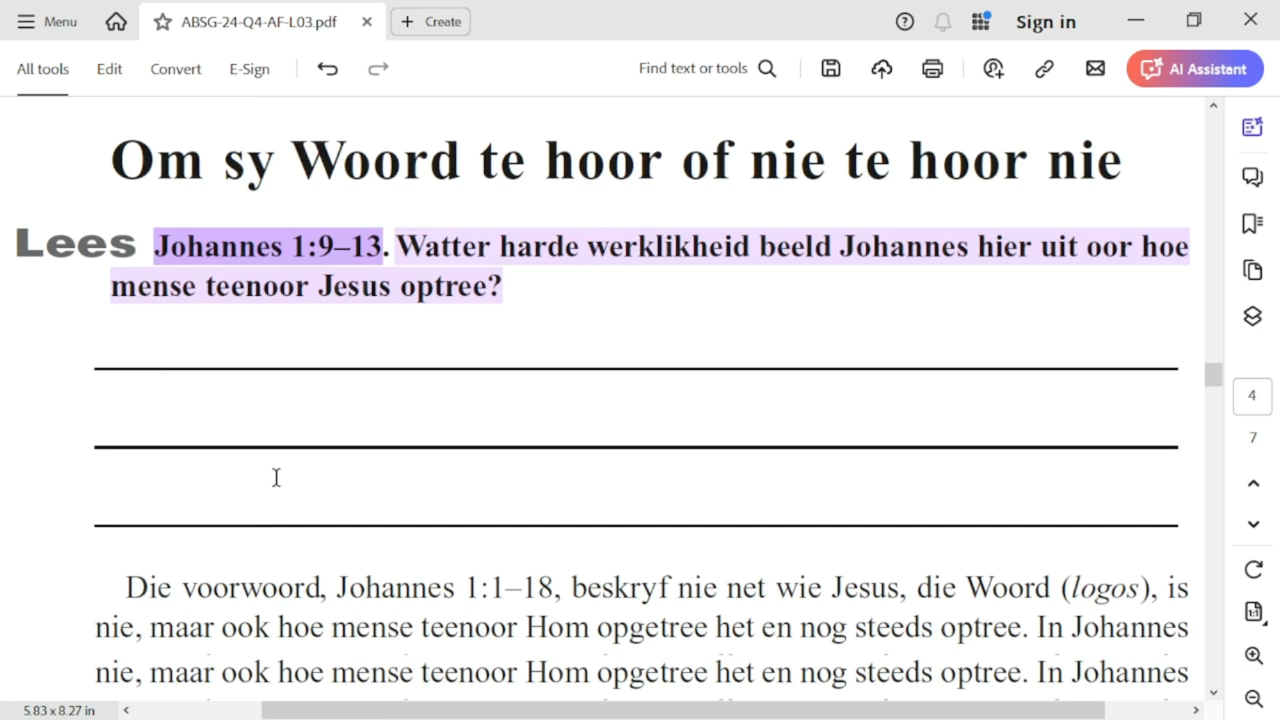 Menu
ABSG-24-Q4-AF-L03.pdf
Create
Sign in
All tools
Edit
Convert
E-Sign
Find text or tools
AI Assistant
Om sy Woord te hoor of nie te hoor nie
Lees Johannes 1:9–13. Watter harde werklikheid beeld Johannes hier uit oor hoe
mense teenoor Jesus optree?
Die voorwoord, Johannes 1:1–18, beskryf nie net wie Jesus, die Woord (logos), is
nie, maar ook hoe mense teenoor Hom opgetree het en nog steeds optree. In Johannes
nie, maar ook hoe mense teenoor Hom opgetree het en nog steeds optree. In Johannes
4
7
1:1
5.83 x 8.27 in